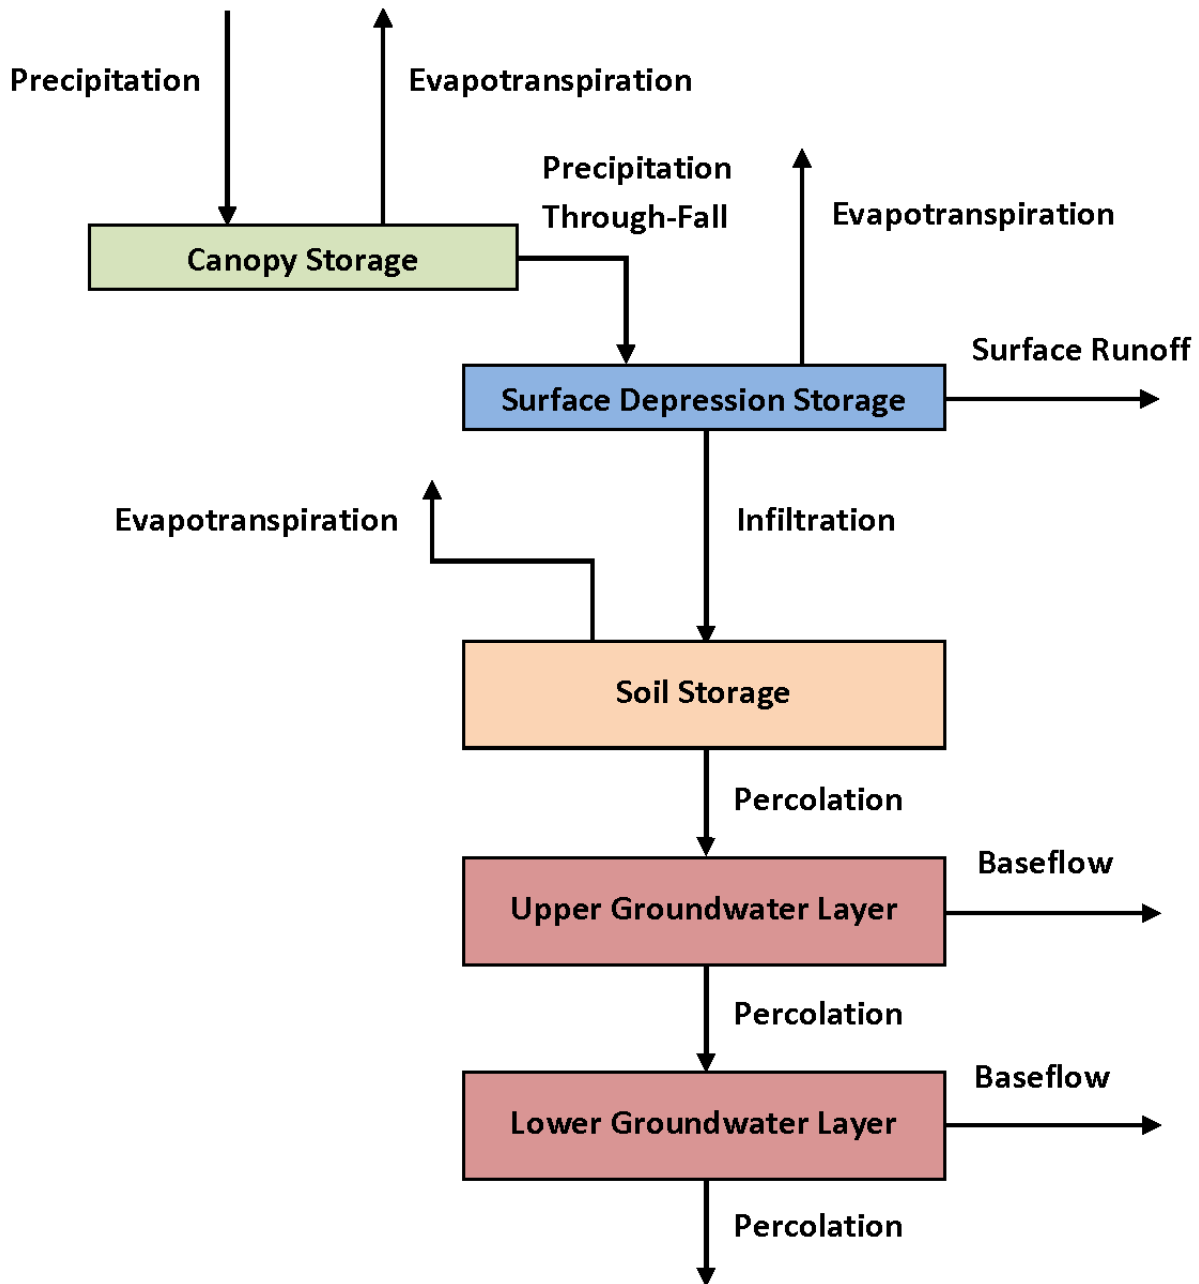 Precipitation
Evapotranspiration
Precipitation
Through-Fall
Evapotranspiration
Canopy Storage
Surface Runoff
Surface Depression Storage
Evapotranspiration
Infiltration
Soil Storage
Percolation
Baseflow
Upper Groundwater Layer
Percolation
Baseflow
Lower Groundwater Layer
Percolation